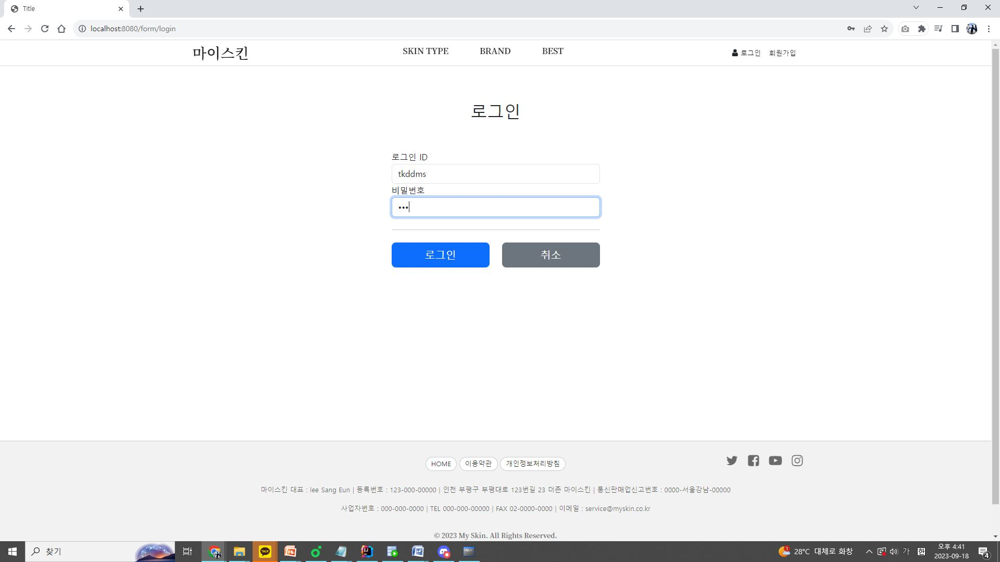 Title
localhost:8080/form/login
마이스킨
SKIN TYPE BRAND BEST
로그인 회원가입
로그인
로그인 ID
tkddms
비밀번호
•••
로그인 취소
HOME 이용약관 개인정보처리방침
마이스킨 대표 : lee Sang Eun | 등록번호 : 123-000-00000 | 인천 부평구 부평대로 123번길 23 더존 마이스킨 | 통신판매업신고번호 : 0000-서울강남-00000
사업자번호 : 000-000-0000 | TEL 000-000-00000 | FAX 02-0000-0000 | 이메일 : service@myskin.co.kr
© 2023 My Skin. All Rights Reserved.
찾기
TALK
IJ
SQL>
1
28°C 대체로 화창
가
오후 4:41
2023-09-18
4